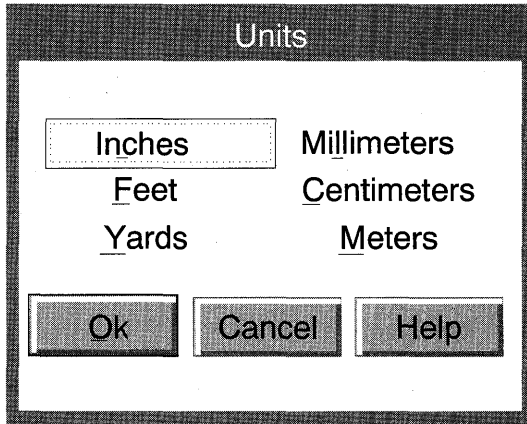 Units
Inches Millimeters
Feet Centimeters
Yards Meters
Ok Cancel Help